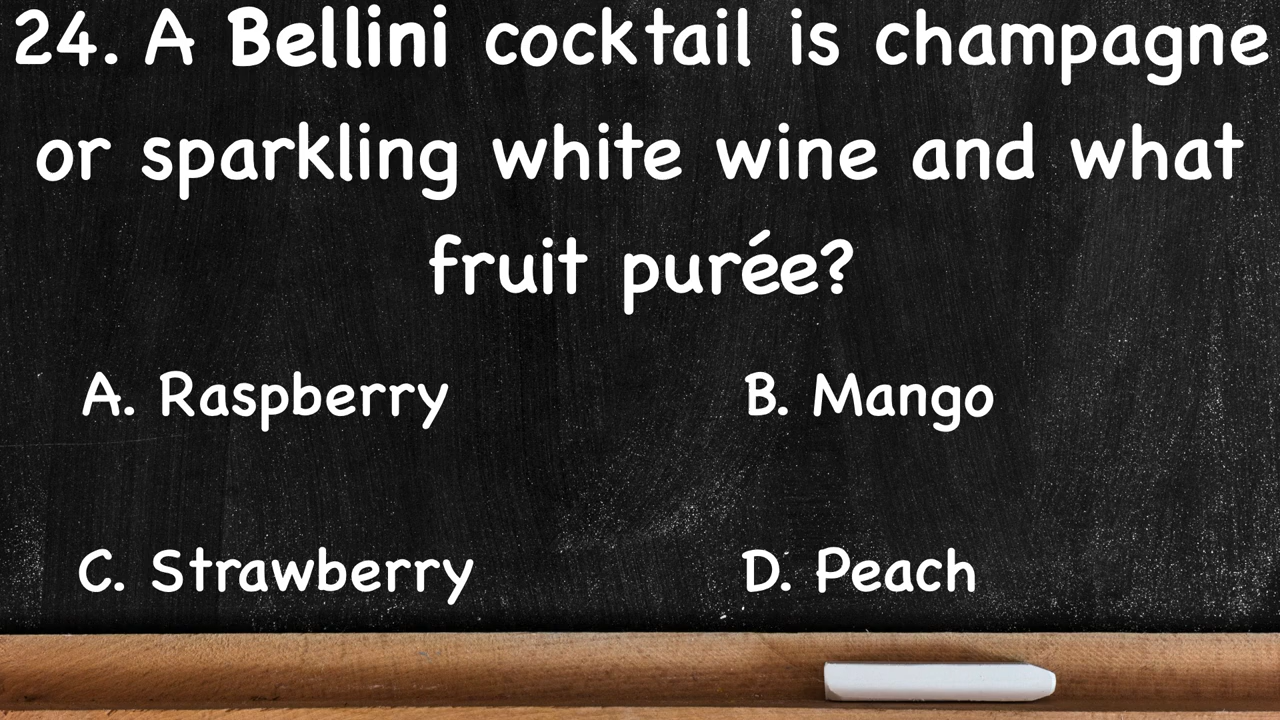 24. A Bellini cocktail is champagne
or sparkling white wine and what
fruit purée?
A. Raspberry
B. Mango
C. Strawberry
D. Peach